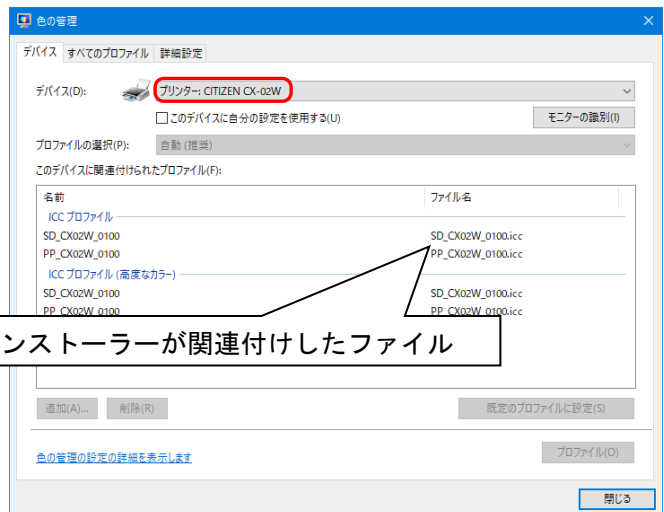 色の管理
デバイス すべてのプロファイル 詳細設定
デバイス(D): プリンター: CITIZEN CX-02W
このデバイスに自分の設定を使用する(U) モニターの識別(I)
プロファイルの選択(P): 自動 (推奨)
このデバイスに関連付けられたプロファイル(F):
名前 ファイル名
ICC プロファイル
SD_CX02W_0100 SD_CX02W_0100.icc
PP_CX02W_0100 PP_CX02W_0100.icc
ICC プロファイル (高度なカラー)
SD_CX02W_0100 SD_CX02W_0100.icc
PP_CX02W_0100 PP_CX02W_0100.icc
ンストーラーが関連付けしたファイル
追加(A)... 削除(R) 既定のプロファイルに設定(S)
色の管理の設定の詳細を表示します プロファイル(O)
閉じる